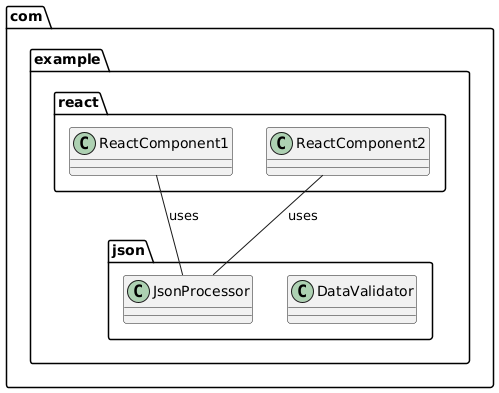 com
example
react
C ReactComponent1
C ReactComponent2
uses
uses
json
C JsonProcessor
C DataValidator